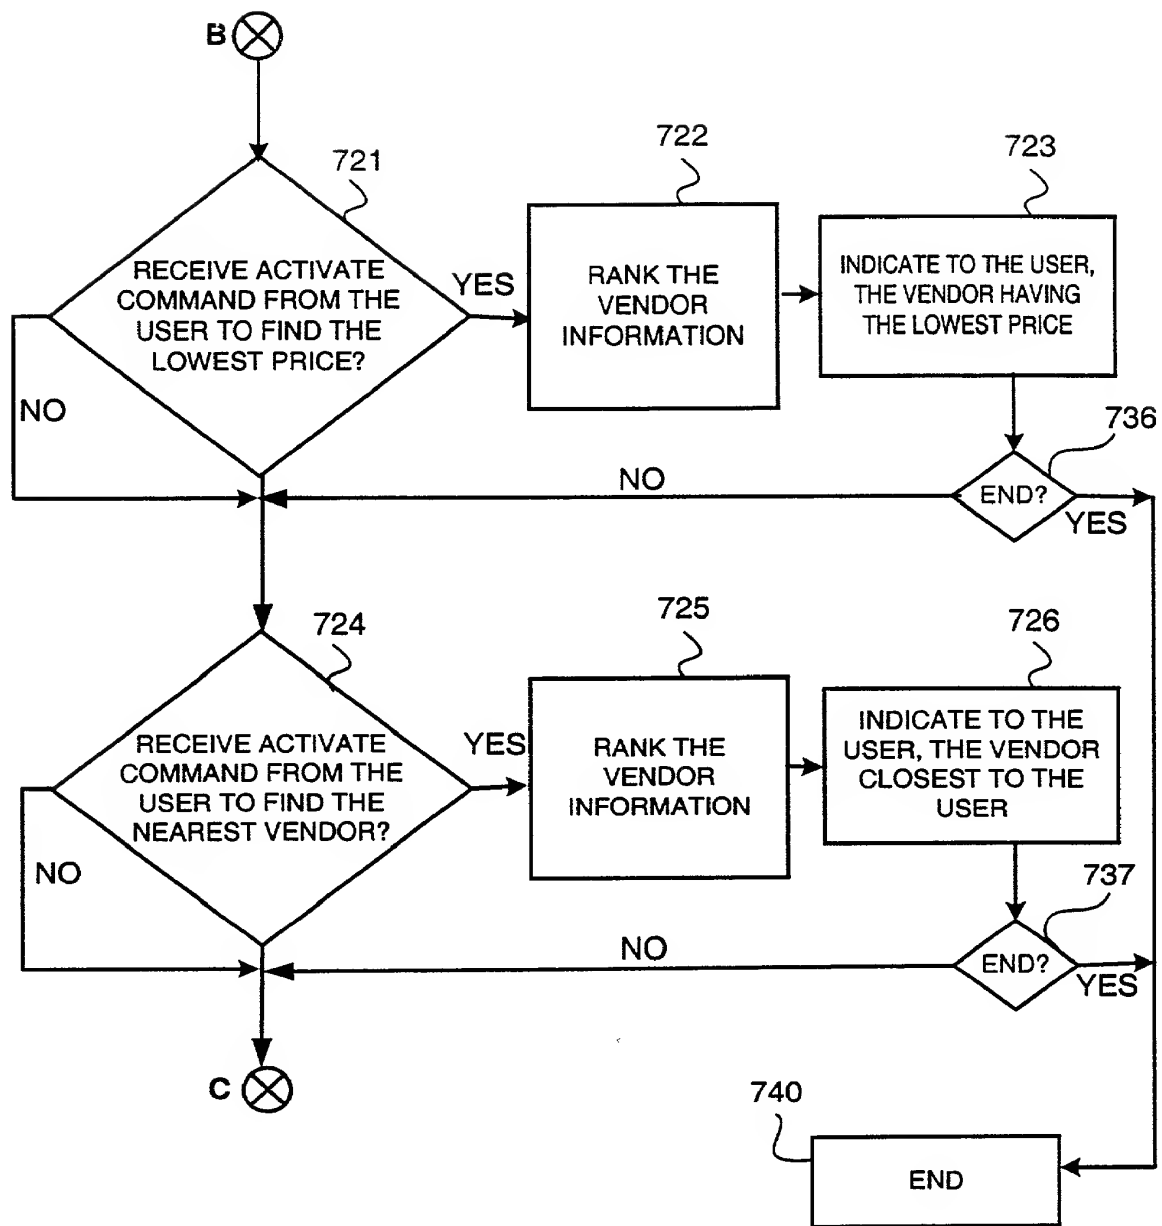 B
721
RECEIVE ACTIVATE
COMMAND FROM THE
USER TO FIND THE
LOWEST PRICE?
YES
NO
722
RANK THE
VENDOR
INFORMATION
723
INDICATE TO THE USER,
THE VENDOR HAVING
THE LOWEST PRICE
736
END?
YES
NO
724
RECEIVE ACTIVATE
COMMAND FROM THE
USER TO FIND THE
NEAREST VENDOR?
YES
NO
725
RANK THE
VENDOR
INFORMATION
726
INDICATE TO THE
USER, THE VENDOR
CLOSEST TO THE
USER
737
END?
YES
NO
C
740
END